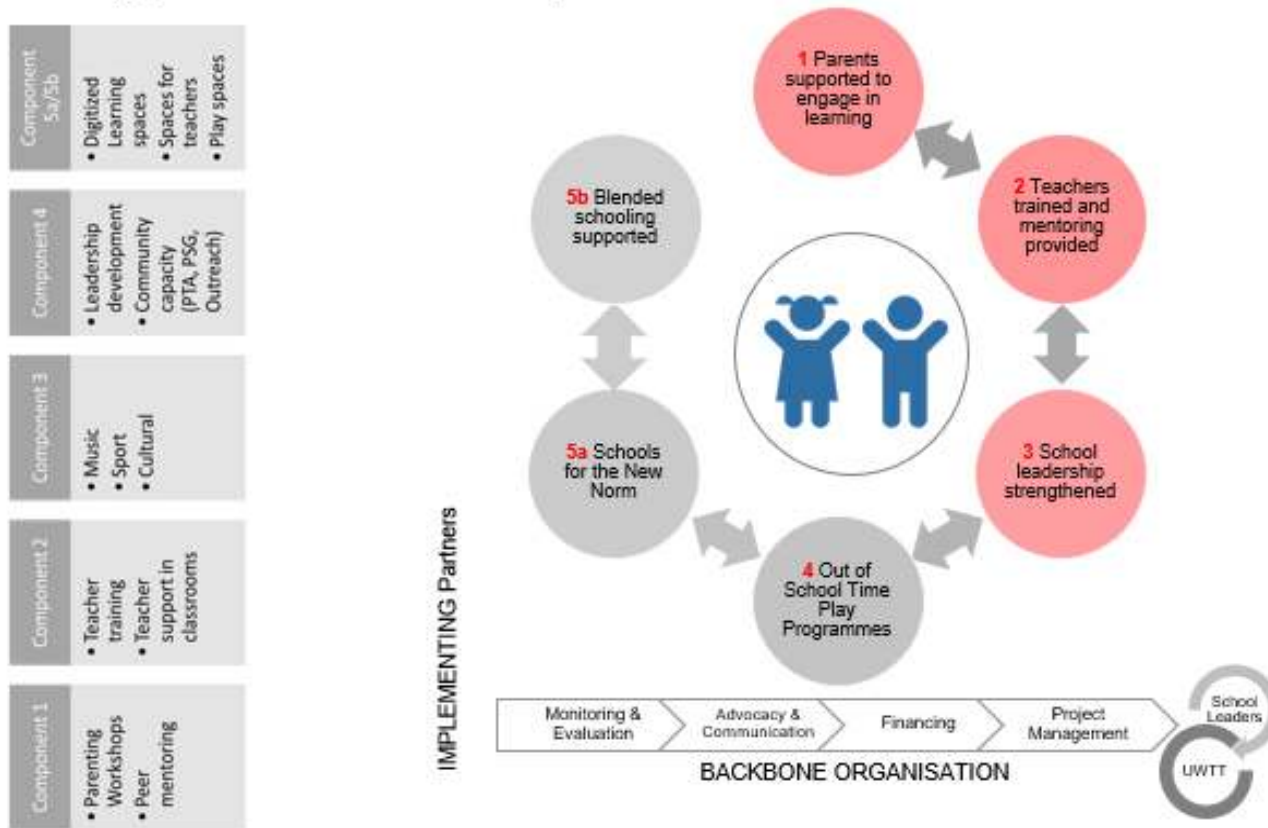 Component
5a/5b
• Digitized
Learning
spaces
• Spaces for
teachers
• Play spaces
Component 4
• Leadership
development
• Community
capacity
(PTA, PSG,
Outreach)
Component 3
• Music
• Sport
• Cultural
Component 2
• Teacher
training
• Teacher
support in
classrooms
Component 1
• Parenting
Workshops
• Peer
mentoring
IMPLEMENTING Partners
1 Parents
supported to
engage in
learning
2 Teachers
trained and
mentoring
provided
3 School
leadership
strengthened
4 Out of
School Time
Play
Programmes
5a Schools
for the New
Norm
5b Blended
schooling
supported
Monitoring &
Evaluation
Advocacy &
Communication
Financing
Project
Management
School
Leaders
UWTT
BACKBONE ORGANISATION